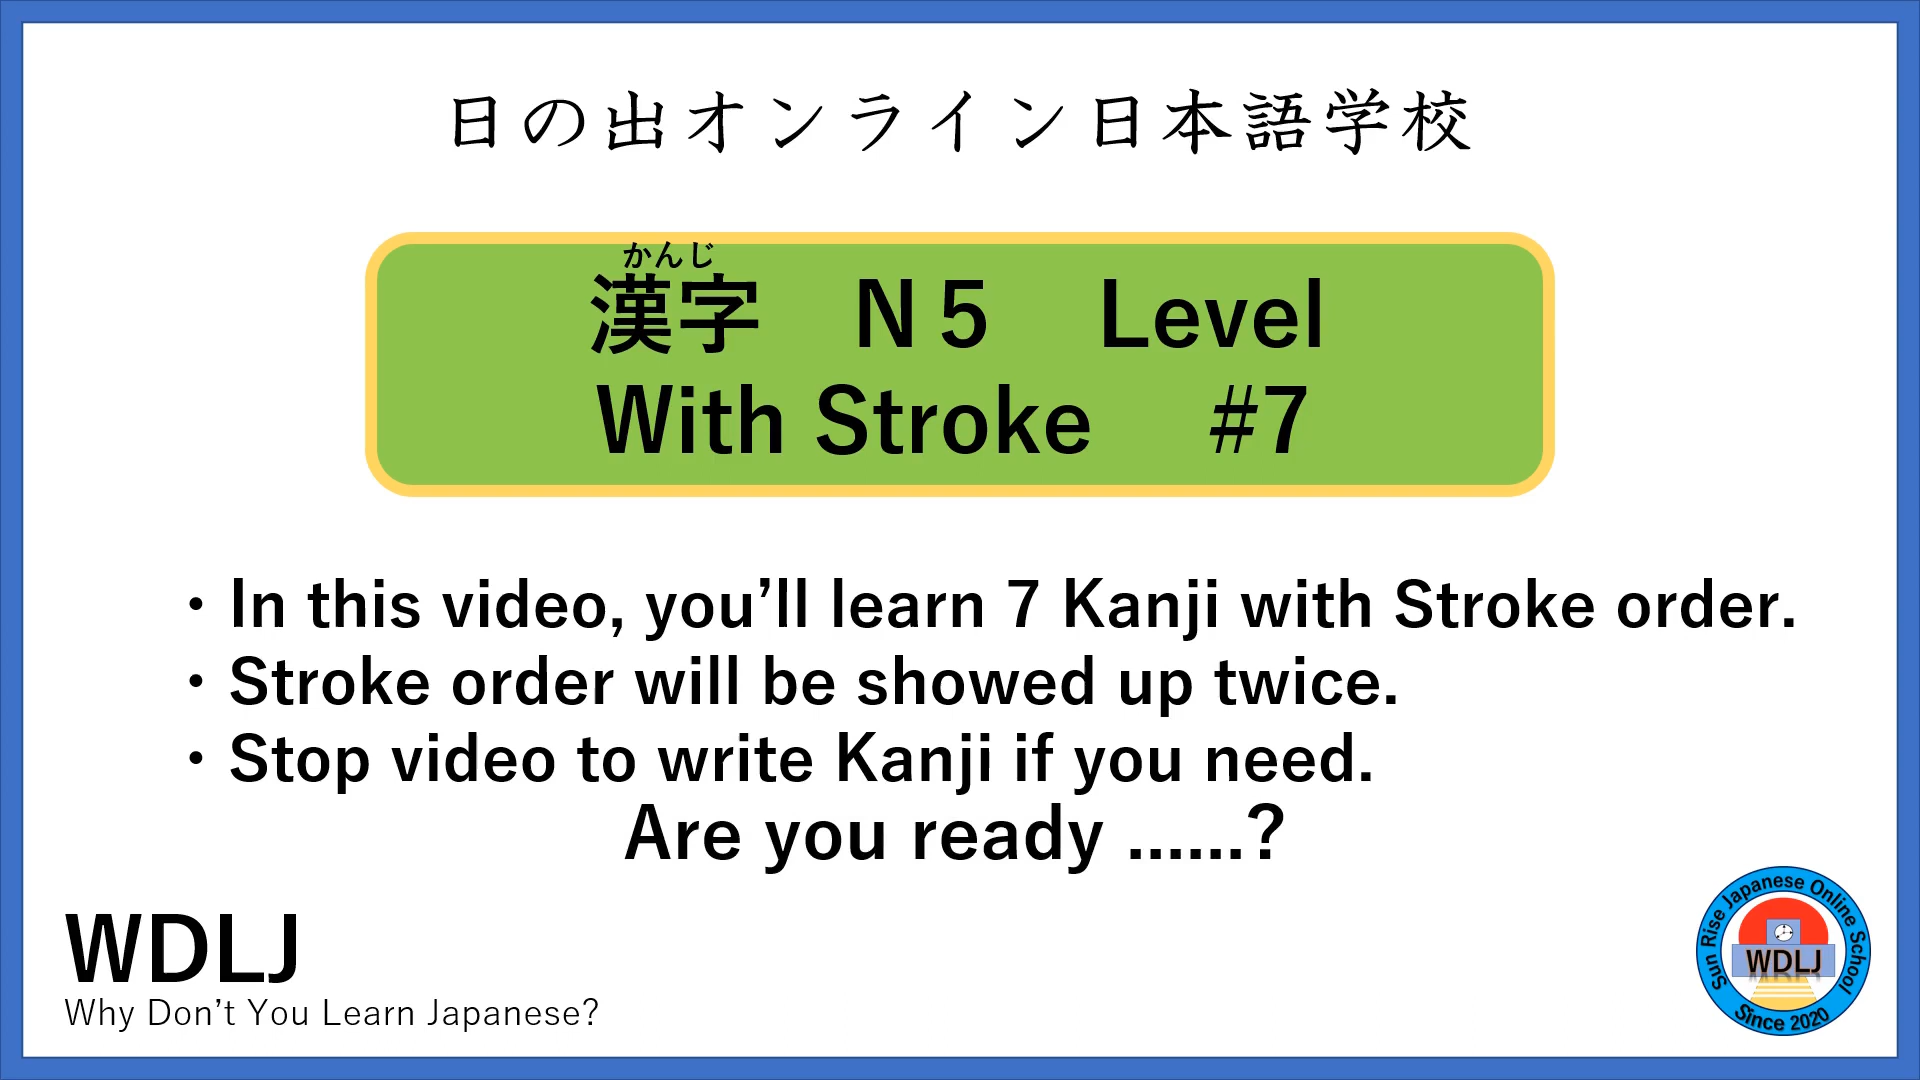 日の出オンライン日本語学校
かんじ
漢字　N５　Level
With Stroke　#7
・In this video, you’ll learn 7 Kanji with Stroke order.
・Stroke order will be showed up twice.
・Stop video to write Kanji if you need.
Are you ready ……?
WDLJ
Why Don’t You Learn Japanese?
Sun Rise Japanese Online School
WDLJ
Since 2020